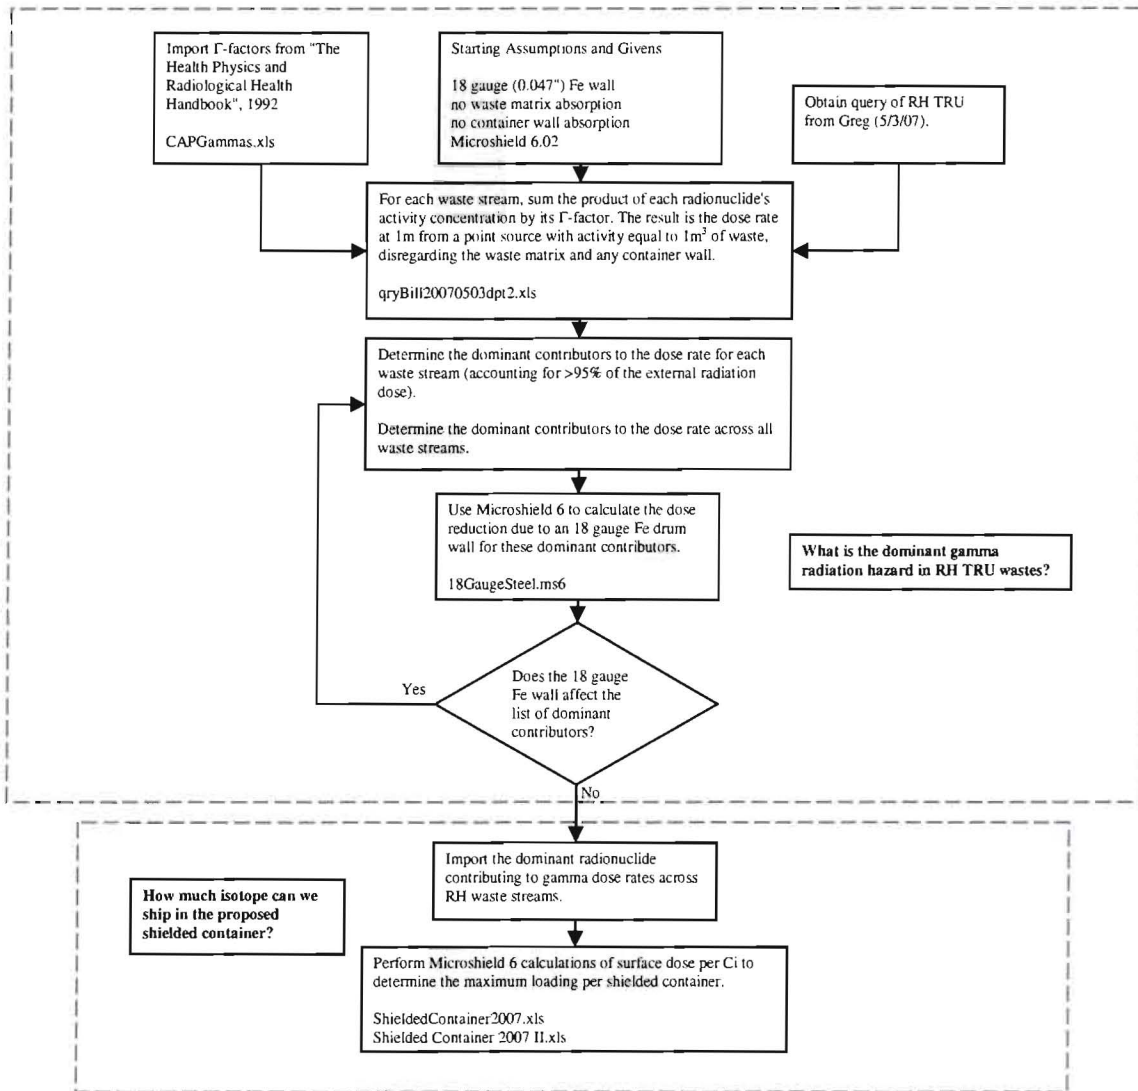 Import Γ-factors from "The
Health Physics and
Radiological Health
Handbook", 1992
CAPGammas.xls
Starting Assumptions and Givens
18 gauge (0.047") Fe wall
no waste matrix absorption
no container wall absorption
Microshield 6.02
Obtain query of RH TRU
from Greg (5/3/07).
For each waste stream, sum the product of each radionuclide's
activity concentration by its Γ-factor. The result is the dose rate
at 1m from a point source with activity equal to 1m³ of waste,
disregarding the waste matrix and any container wall.
qryBill20070503dpt2.xls
Determine the dominant contributors to the dose rate for each
waste stream (accounting for >95% of the external radiation
dose).
Determine the dominant contributors to the dose rate across all
waste streams.
Use Microshield 6 to calculate the dose
reduction due to an 18 gauge Fe drum
wall for these dominant contributors.
18GaugeSteel.ms6
What is the dominant gamma
radiation hazard in RH TRU wastes?
Does the 18 gauge
Fe wall affect the
list of dominant
contributors?
Yes
No
Import the dominant radionuclide
contributing to gamma dose rates across
RH waste streams.
How much isotope can we
ship in the proposed
shielded container?
Perform Microshield 6 calculations of surface dose per Ci to
determine the maximum loading per shielded container.
ShieldedContainer2007.xls
Shielded Container 2007 II.xls